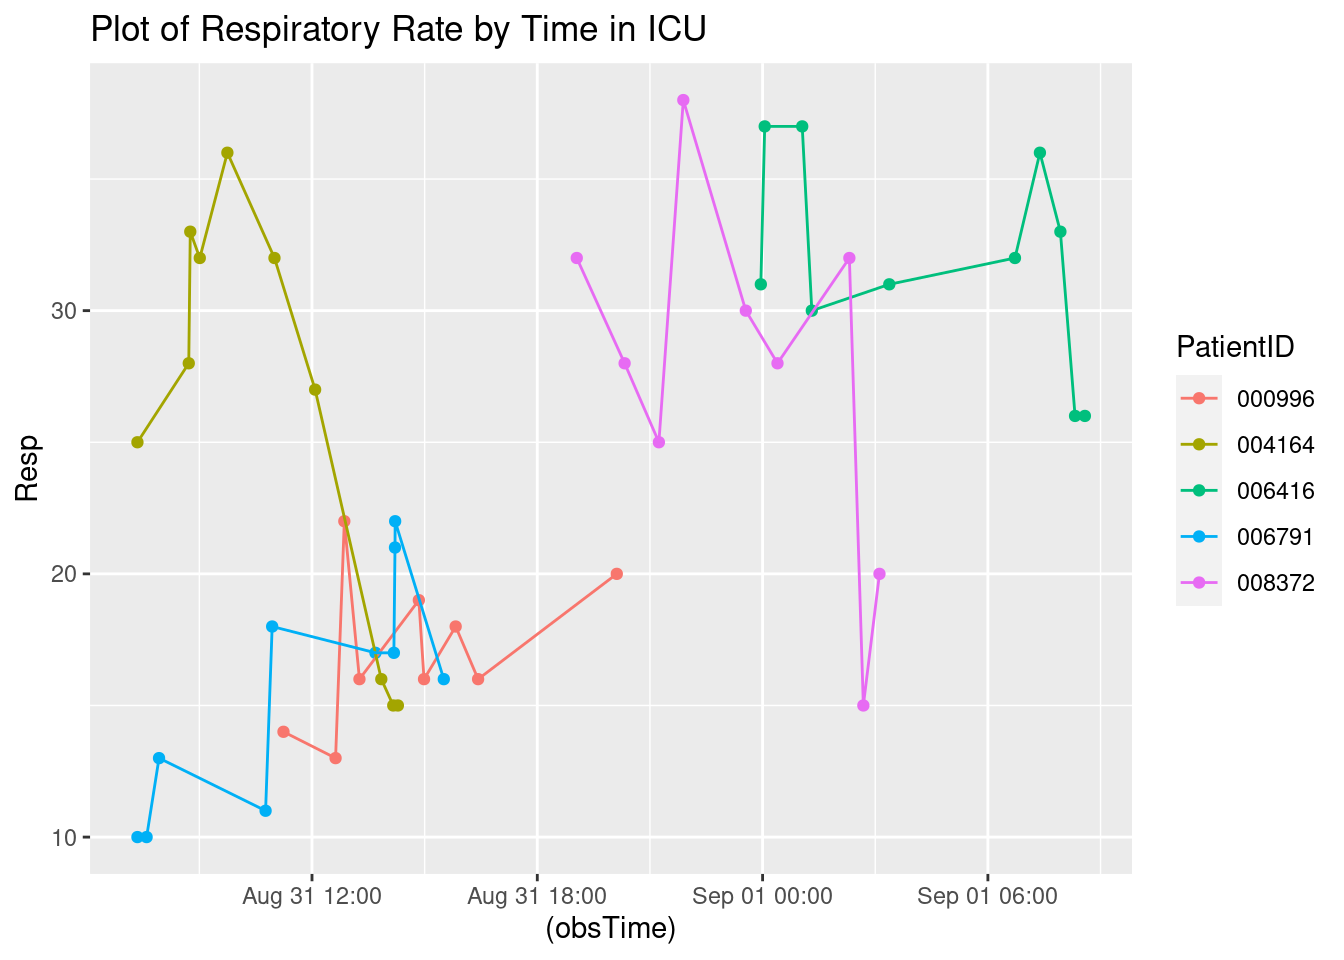 Plot of Respiratory Rate by Time in ICU
Resp
30
20
10
Aug 31 12:00
Aug 31 18:00
Sep 01 00:00
Sep 01 06:00
(obsTime)
PatientID
000996
004164
006416
006791
008372